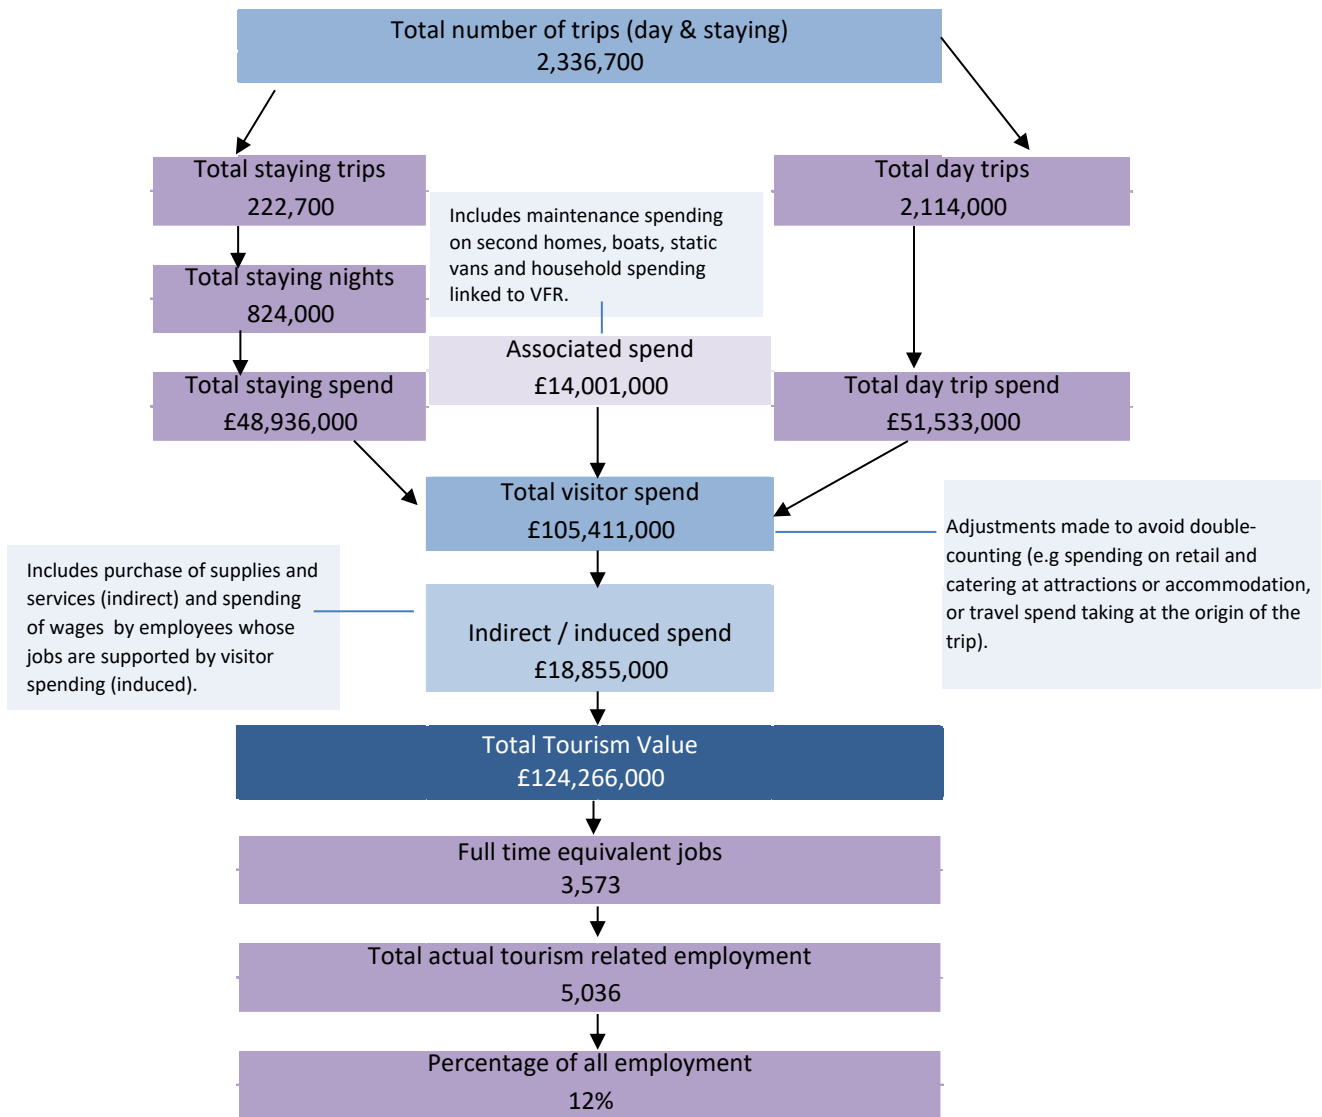 Total number of trips (day & staying)
2,336,700
Total staying trips
222,700
Total day trips
2,114,000
Includes maintenance spending
on second homes, boats, static
vans and household spending
linked to VFR.
Total staying nights
824,000
Associated spend
£14,001,000
Total staying spend
£48,936,000
Total day trip spend
£51,533,000
Total visitor spend
£105,411,000
Adjustments made to avoid double-
counting (e.g spending on retail and
catering at attractions or accommodation,
or travel spend taking at the origin of the
trip).
Includes purchase of supplies and
services (indirect) and spending
of wages by employees whose
jobs are supported by visitor
spending (induced).
Indirect / induced spend
£18,855,000
Total Tourism Value
£124,266,000
Full time equivalent jobs
3,573
Total actual tourism related employment
5,036
Percentage of all employment
12%